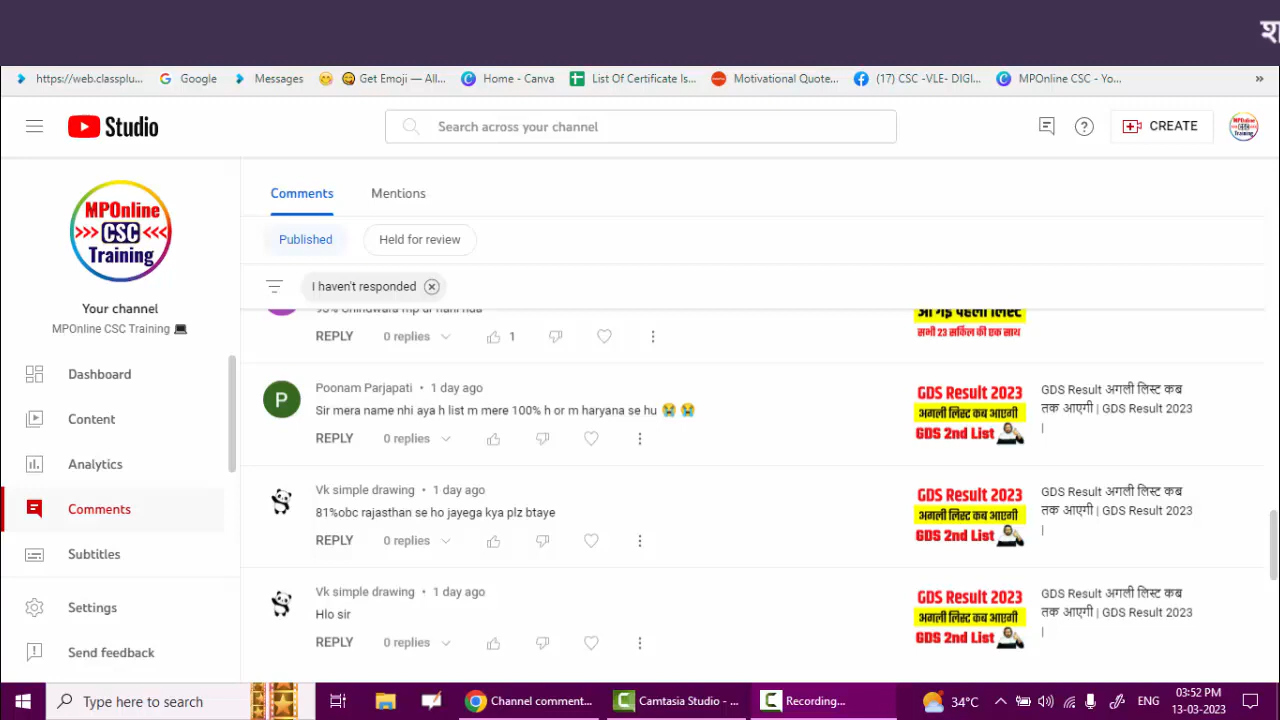 https://web.classplu...
Google
Messages
Get Emoji — All...
Home - Canva
List Of Certificate Is...
Motivational Quote...
(17) CSC -VLE- DIGI...
MPOnline CSC - Yo...
»
Studio
Search across your channel
CREATE
MPOnline
CSC
Training
Your channel
MPOnline CSC Training
Dashboard
Content
Analytics
Comments
Subtitles
Settings
Send feedback
Comments
Mentions
Published
Held for review
I haven't responded
REPLY 0 replies 1
सभी 23 सर्किल की एक साथ
P
Poonam Parjapati • 1 day ago
Sir mera name nhi aya h list m mere 100% h or m haryana se hu 😭 😭
REPLY 0 replies
GDS Result 2023
अगली लिस्ट कब आएगी
GDS 2nd List
GDS Result अगली लिस्ट कब
तक आएगी | GDS Result 2023
|
Vk simple drawing • 1 day ago
81%obc rajasthan se ho jayega kya plz btaye
REPLY 0 replies
GDS Result 2023
अगली लिस्ट कब आएगी
GDS 2nd List
GDS Result अगली लिस्ट कब
तक आएगी | GDS Result 2023
|
Vk simple drawing • 1 day ago
Hlo sir
REPLY 0 replies
GDS Result 2023
अगली लिस्ट कब आएगी
GDS 2nd List
GDS Result अगली लिस्ट कब
तक आएगी | GDS Result 2023
|
Type here to search
Channel comment...
Camtasia Studio - ...
Recording...
34°C
ENG
03:52 PM
13-03-2023